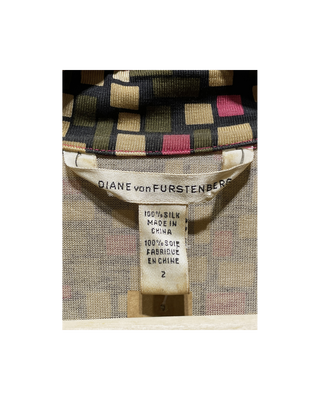 DIANE von FURSTENBERG
100% SILK
MADE IN
CHINA
100% SOIE
FABRIQUE
EN CHINE
2